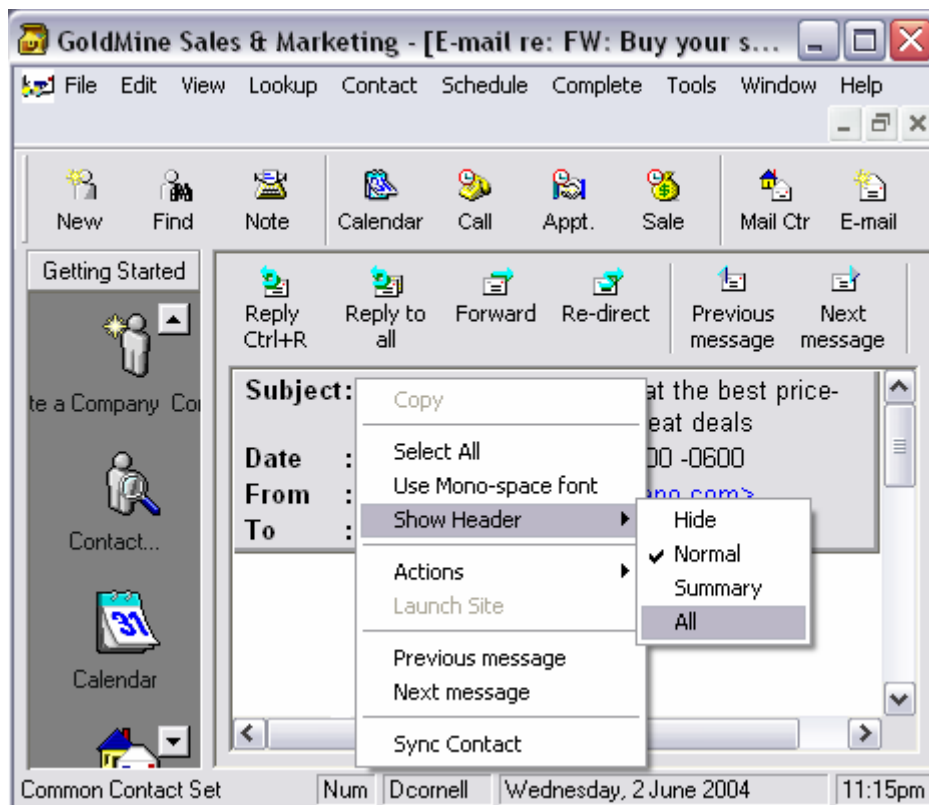 GoldMine Sales & Marketing - [E-mail re: FW: Buy your s...
File Edit View Lookup Contact Schedule Complete Tools Window Help
New Find Note Calendar Call Appt. Sale Mail Ctr E-mail
Getting Started
Reply Ctrl+R
Reply to all
Forward
Re-direct
Previous message
Next message
te a Company Co
Contact...
31
Calendar
Subject: at the best price-
eat deals
Date : 00 -0600
From :
To :
Copy
Select All
Use Mono-space font
Show Header
Actions
Launch Site
Previous message
Next message
Sync Contact
Hide
Normal
Summary
All
Common Contact Set Num Dcornell Wednesday, 2 June 2004 11:15pm